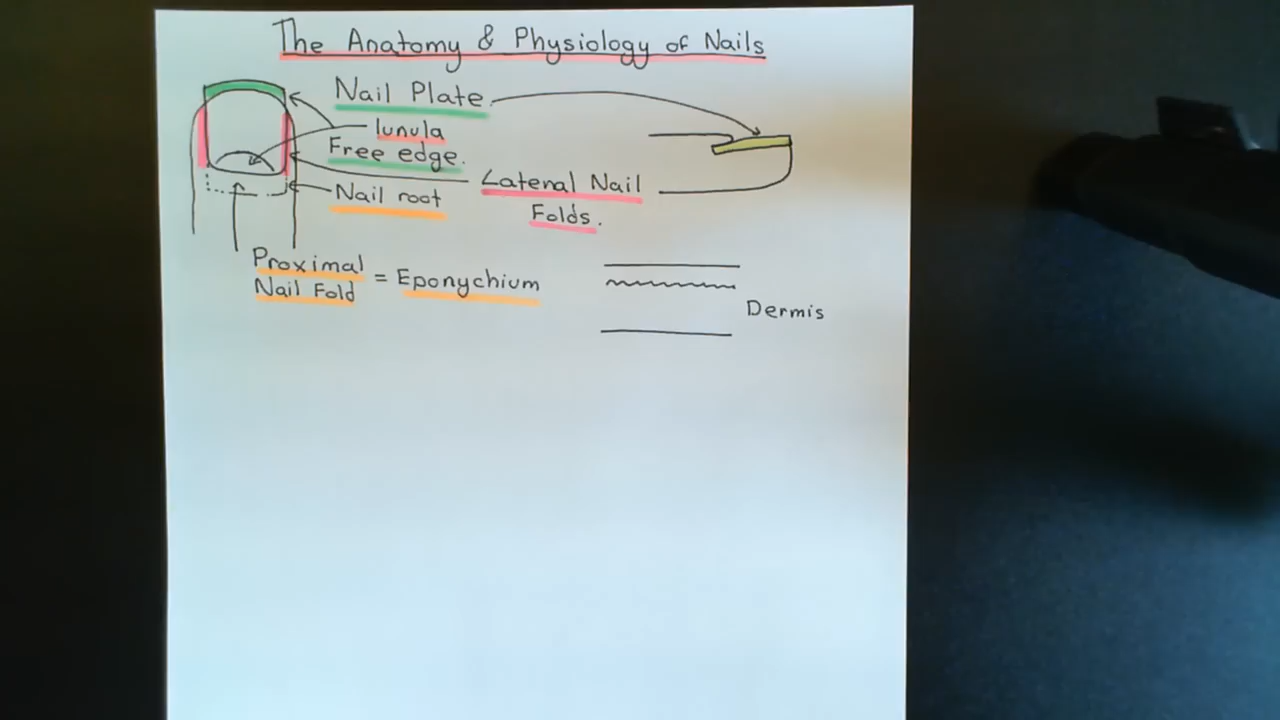 The Anatomy & Physiology of Nails
Nail Plate.
lunula
Free edge.
Latenal Nail
Folds.
Nail root
Proximal
Nail Fold
= Eponychium
Dermis